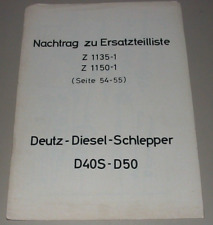 Nachtrag zu Ersatzteilliste
Z 1135-1
Z 1150-1
(Seite 54-55)
Deutz-Diesel-Schlepper
D40S-D50